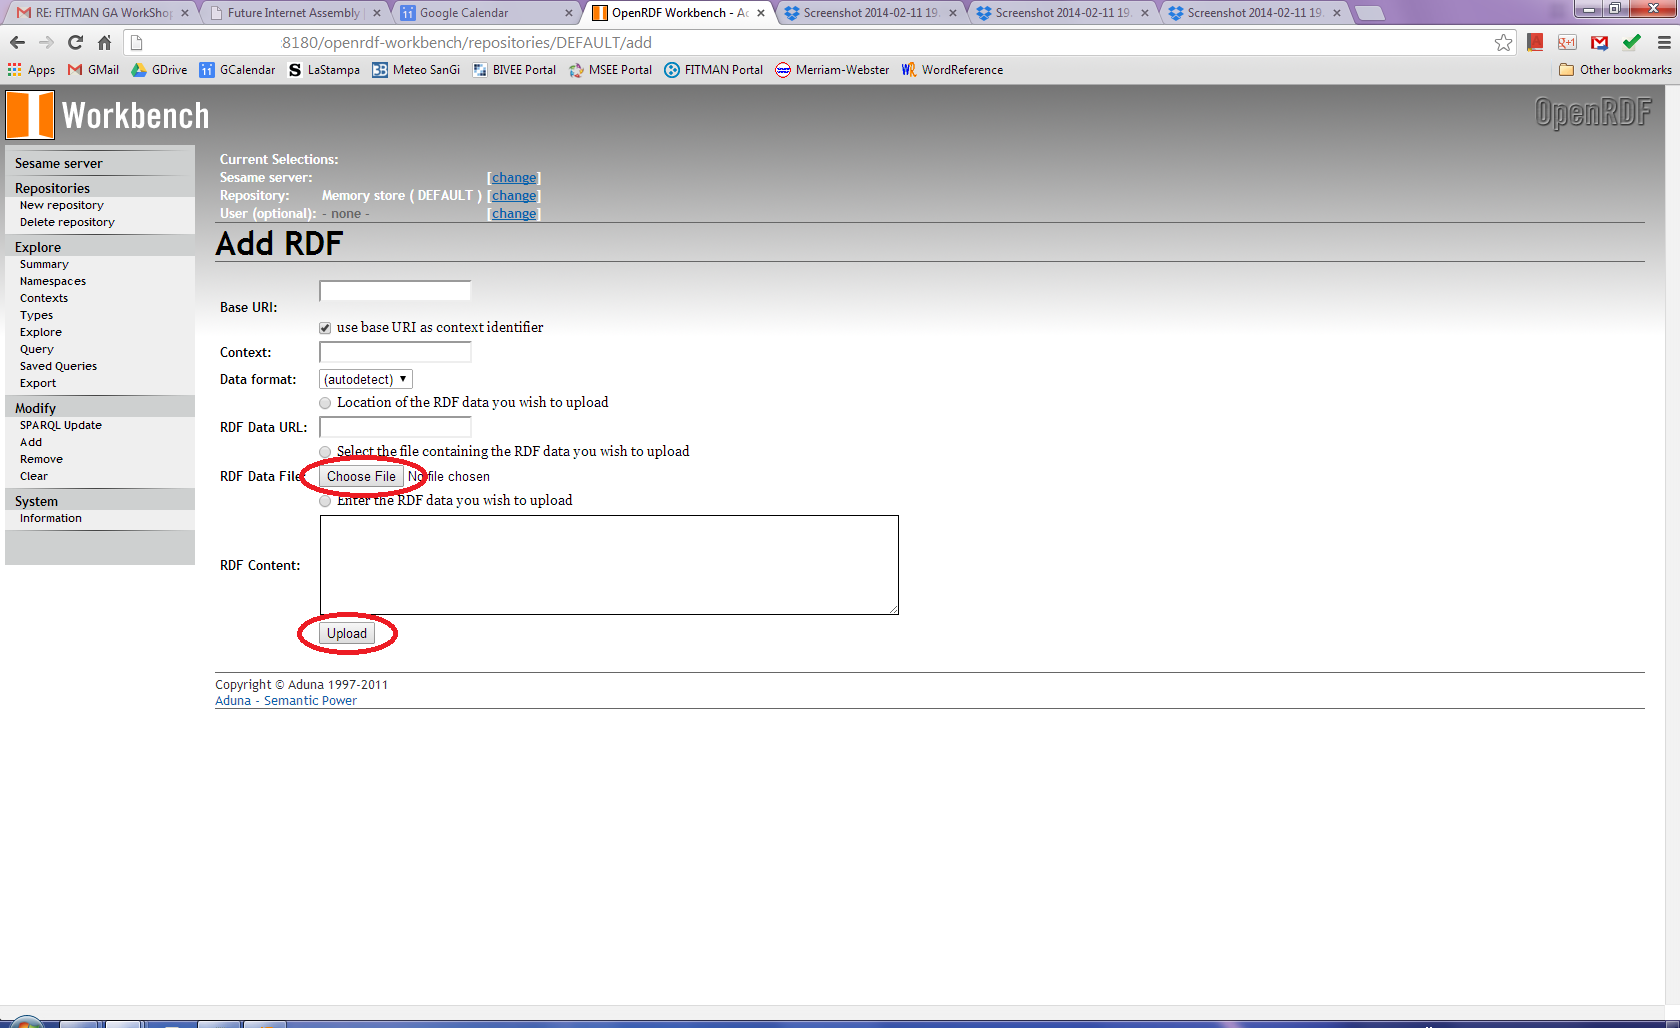 RE: FITMAN GA WorkShop
Future Internet Assembly
Google Calendar
OpenRDF Workbench - Ac
Screenshot 2014-02-11 19.
Screenshot 2014-02-11 19.
Screenshot 2014-02-11 19.
:8180/openrdf-workbench/repositories/DEFAULT/add
Apps GMail GDrive 11 GCalendar S LaStampa 3B Meteo SanGi BIVEE Portal MSEE Portal FITMAN Portal Merriam-Webster WR WordReference Other bookmarks
Workbench
OpenRDF
Sesame server
Repositories
New repository
Delete repository
Explore
Summary
Namespaces
Contexts
Types
Explore
Query
Saved Queries
Export
Modify
SPARQL Update
Add
Remove
Clear
System
Information
Current Selections:
Sesame server: [change]
Repository: Memory store ( DEFAULT ) [change]
User (optional): - none - [change]
Add RDF
Base URI:
use base URI as context identifier
Context:
Data format: (autodetect)
Location of the RDF data you wish to upload
RDF Data URL:
Select the file containing the RDF data you wish to upload
RDF Data File: Choose File No file chosen
Enter the RDF data you wish to upload
RDF Content:
Upload
Copyright © Aduna 1997-2011
Aduna - Semantic Power